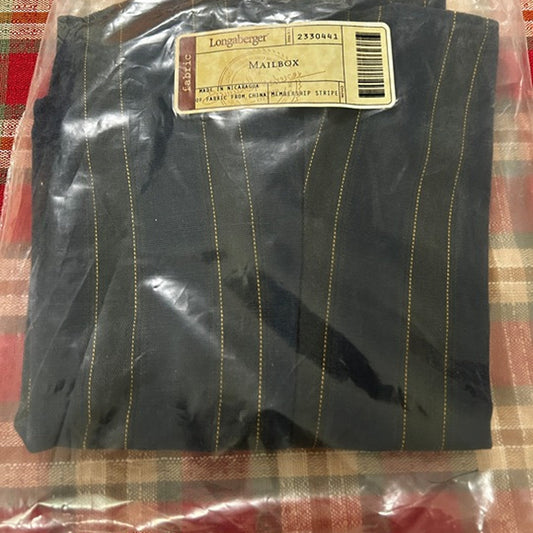 Longaberger
2330441
fabric
MAILBOX
MADE IN NICARAGUA
OF FABRIC FROM CHINA MEMBERSHIP STRIPE